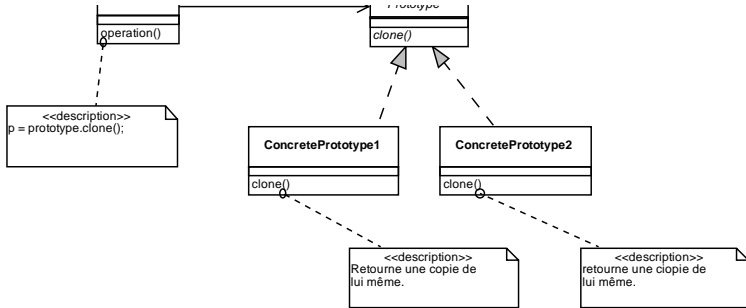 Prototype
operation()
clone()
<<description>>
p = prototype.clone();
ConcretePrototype1
ConcretePrototype2
clone()
clone()
<<description>>
Retourne une copie de
lui même.
<<description>>
retourne une ciopie de
lui même.